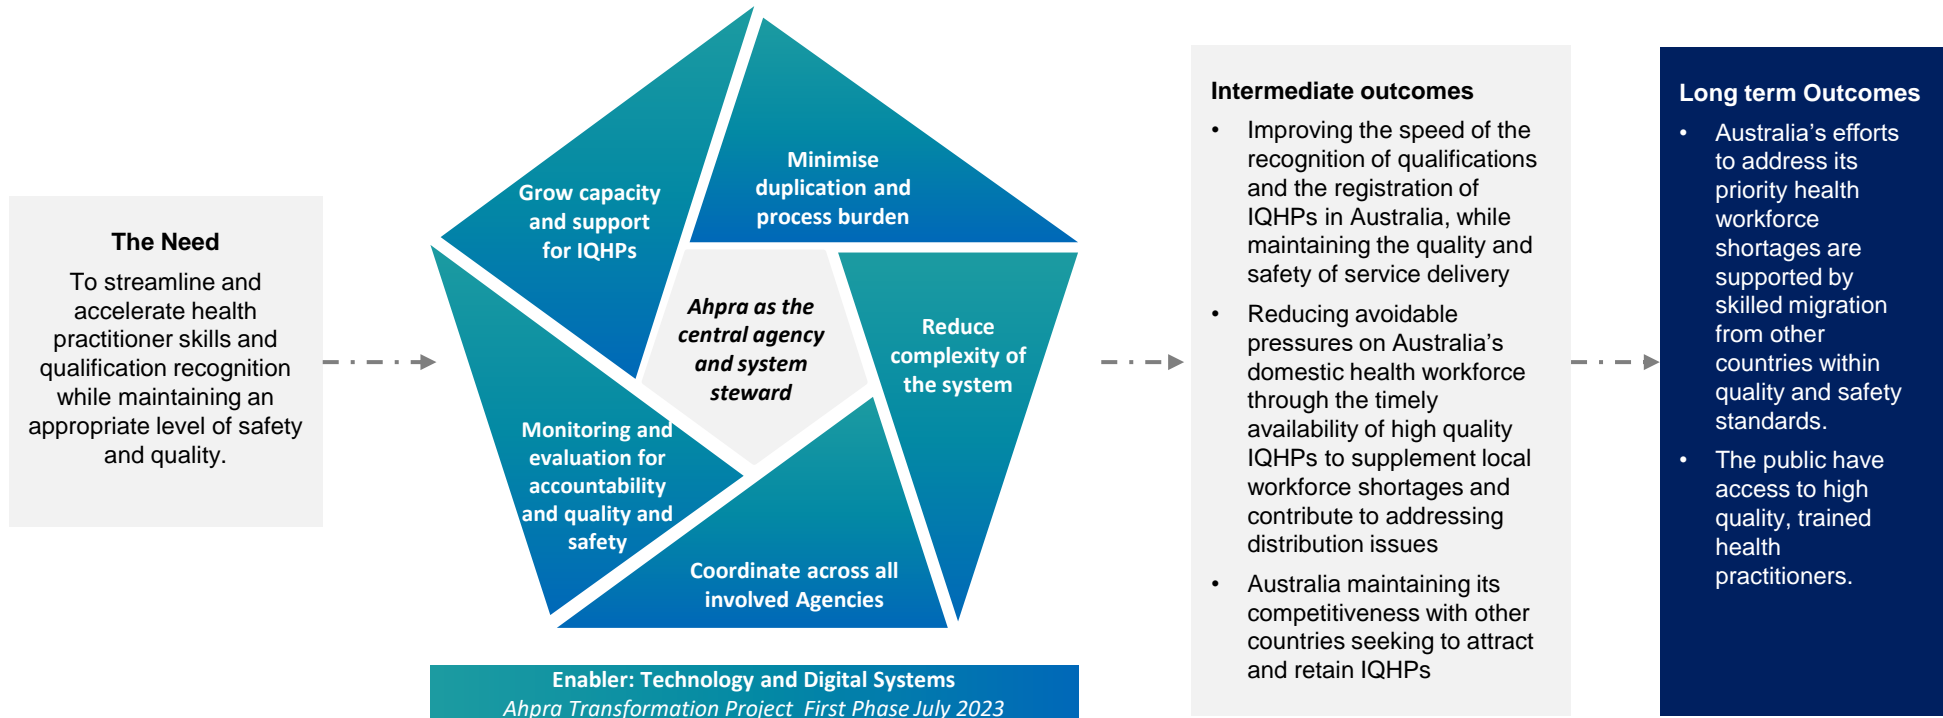 The Need
To streamline and
accelerate health
practitioner skills and
qualification recognition
while maintaining an
appropriate level of safety
and quality.
Grow capacity
and support
for IQHPs
Minimise
duplication and
process burden
Reduce
complexity of
the system
Coordinate across all
involved Agencies
Monitoring and
evaluation for
accountability
and quality and
safety
Ahpra as the
central agency
and system
steward
Enabler: Technology and Digital Systems
Ahpra Transformation Project First Phase July 2023
Intermediate outcomes
• Improving the speed of the
recognition of qualifications
and the registration of
IQHPs in Australia, while
maintaining the quality and
safety of service delivery
• Reducing avoidable
pressures on Australia’s
domestic health workforce
through the timely
availability of high quality
IQHPs to supplement local
workforce shortages and
contribute to addressing
distribution issues
• Australia maintaining its
competitiveness with other
countries seeking to attract
and retain IQHPs
Long term Outcomes
• Australia’s efforts
to address its
priority health
workforce
shortages are
supported by
skilled migration
from other
countries within
quality and safety
standards.
• The public have
access to high
quality, trained
health
practitioners.